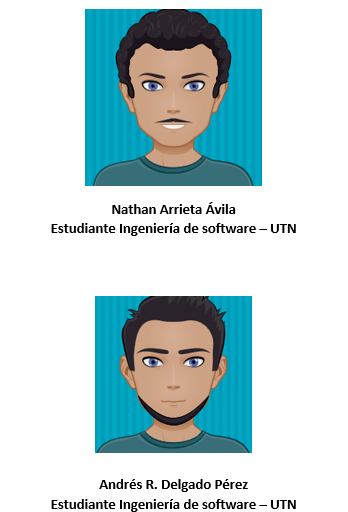 Nathan Arrieta Ávila
Estudiante Ingeniería de software – UTN
Andrés R. Delgado Pérez
Estudiante Ingeniería de software – UTN